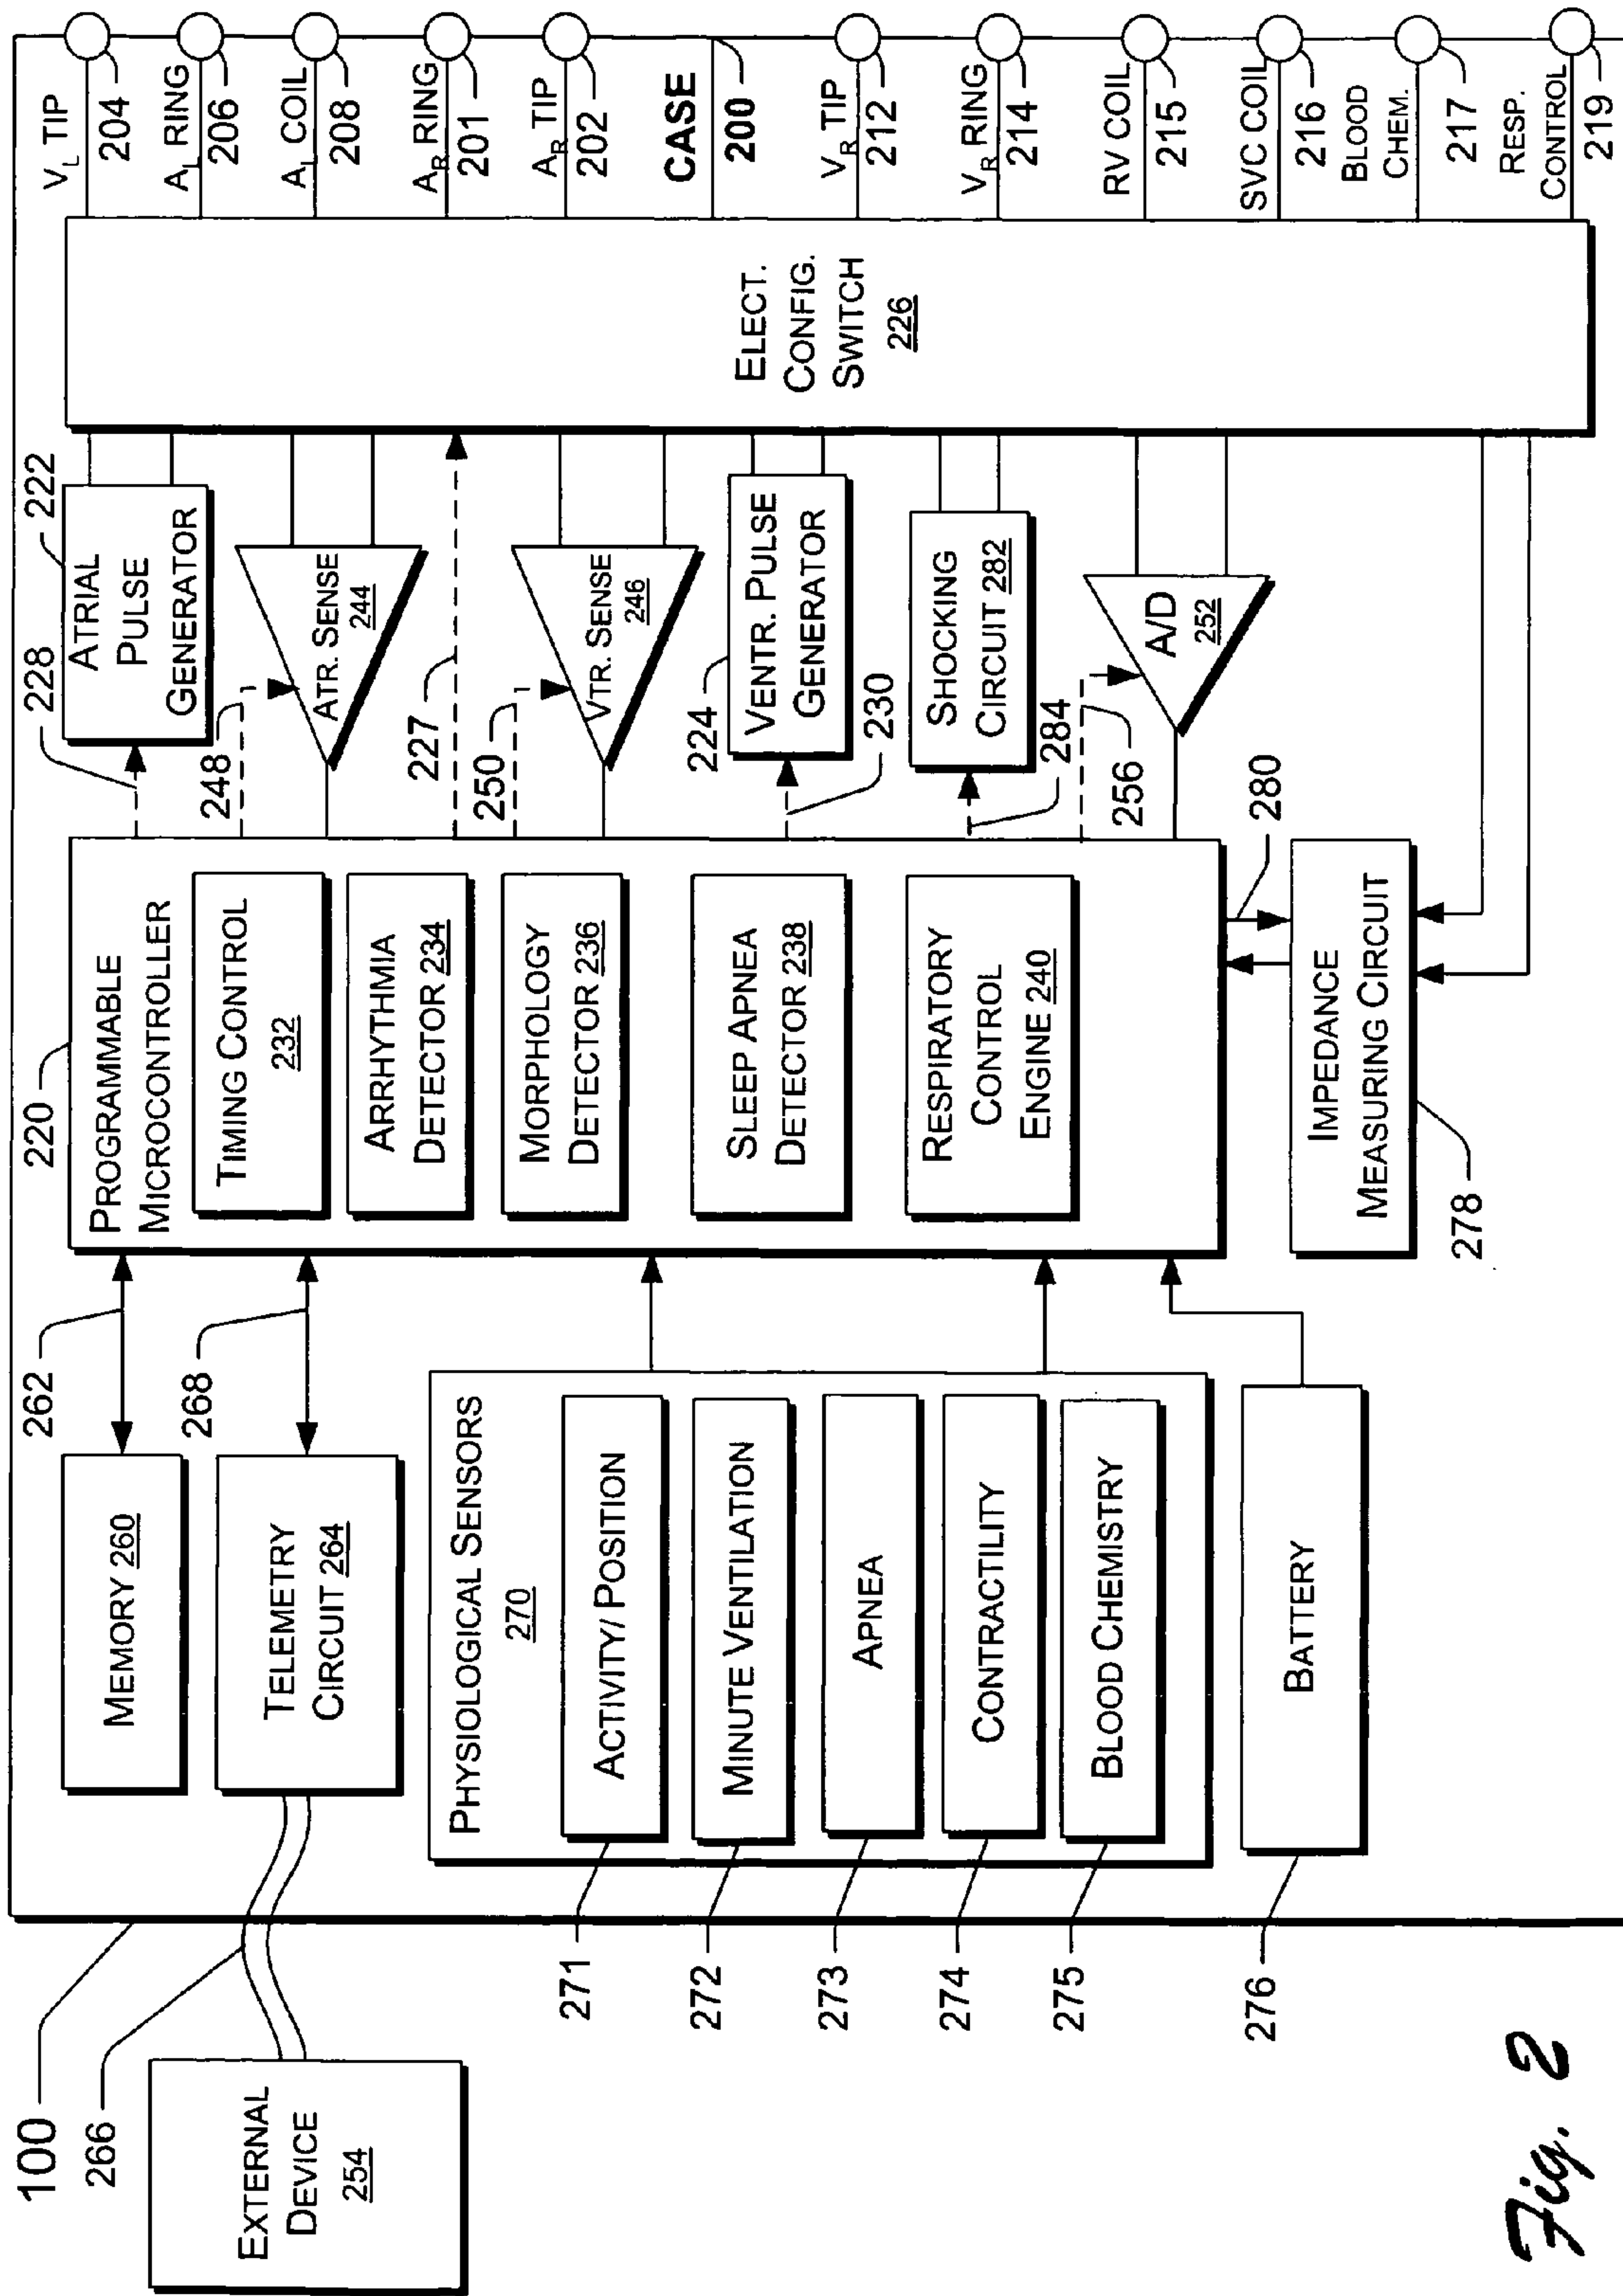 100
266
EXTERNAL
DEVICE
254
262
268
MEMORY 260
TELEMETRY
CIRCUIT 264
PHYSIOLOGICAL SENSORS
270
ACTIVITY/ POSITION
MINUTE VENTILATION
APNEA
CONTRACTILITY
BLOOD CHEMISTRY
BATTERY
271
272
273
274
275
276
220
PROGRAMMABLE
MICROCONTROLLER
TIMING CONTROL
232
ARRHYTHMIA
DETECTOR 234
MORPHOLOGY
DETECTOR 236
SLEEP APNEA
DETECTOR 238
RESPIRATORY
CONTROL
ENGINE 240
IMPEDANCE
MEASURING CIRCUIT
278
280
228
222
ATRIAL
PULSE
GENERATOR
248
ATR. SENSE
244
227
250
VTR. SENSE
246
224
VENTR. PULSE
GENERATOR
230
SHOCKING
CIRCUIT 282
284
256
A/D
252
ELECT.
CONFIG.
SWITCH
226
VL TIP
204
AL RING
206
AL COIL
208
AR RING
201
AR TIP
202
CASE
200
VR TIP
212
VR RING
214
RV COIL
215
SVC COIL
216
BLOOD
CHEM.
217
RESP.
CONTROL
219
Fig. 2